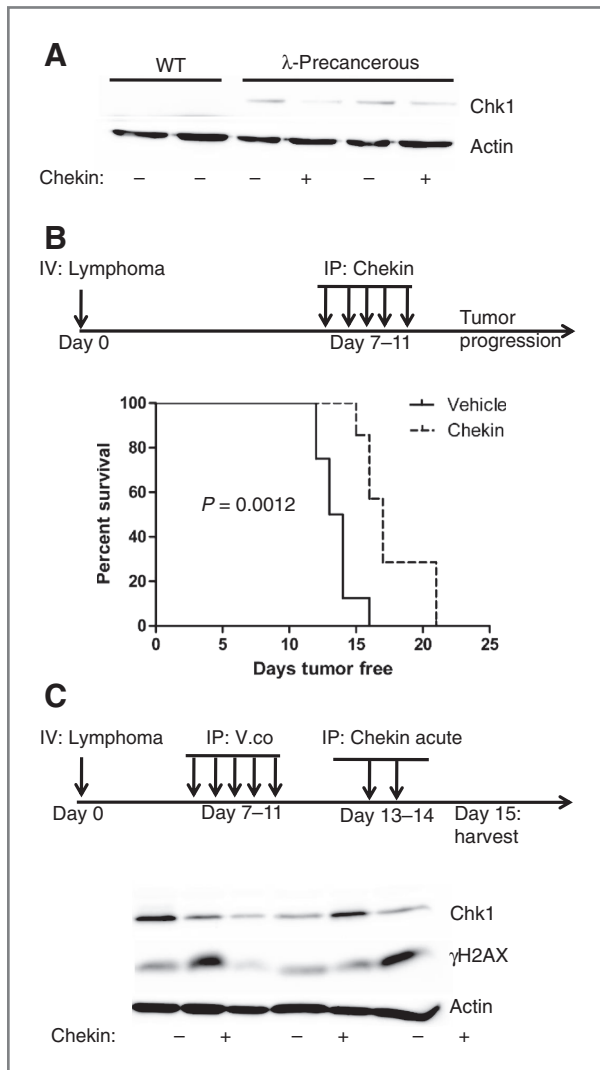 A
WT
λ-Precancerous
Chk1
Actin
Chekin: – – – + – +
B
IV: Lymphoma
IP: Chekin
Day 0
Day 7–11
Tumor
progression
Vehicle
Chekin
P = 0.0012
Percent survival
100
80
60
40
20
0
0 5 10 15 20 25
Days tumor free
C
IV: Lymphoma
IP: V.co
IP: Chekin acute
Day 0
Day 7–11
Day 13–14
Day 15:
harvest
Chk1
γH2AX
Actin
Chekin: – + – + – +